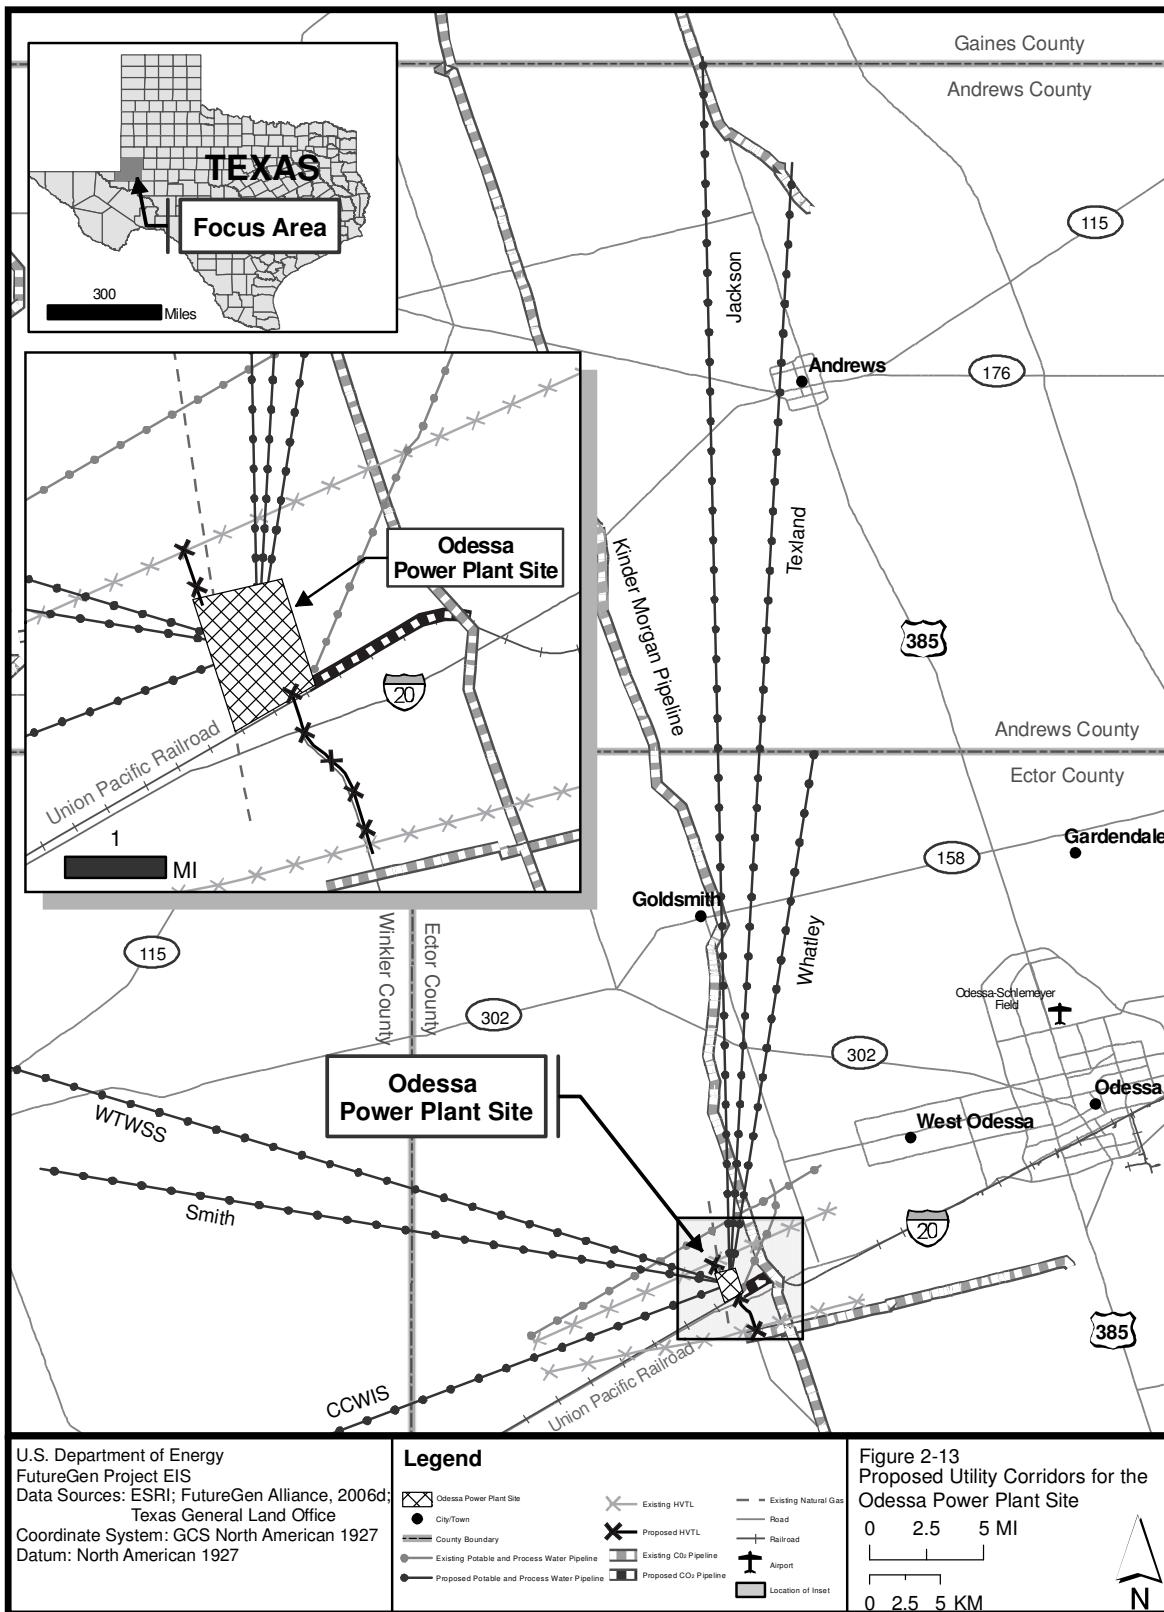 Gaines County
Andrews County
TEXAS
Focus Area
300
Miles
115
Jackson
Andrews
176
Odessa
Power Plant Site
Texland
Kinder Morgan Pipeline
385
20
Union Pacific Railroad
1
MI
Andrews County
Ector County
Gardendale
158
Goldsmith
Whatley
115
Winkler County
Ector County
302
Odessa-Schlemeyer
Field
302
Odessa
Power Plant Site
Odessa
West Odessa
WTWSS
Smith
20
385
Union Pacific Railroad
CCWIS
U.S. Department of Energy
FutureGen Project EIS
Data Sources: ESRI; FutureGen Alliance, 2006d;
Texas General Land Office
Coordinate System: GCS North American 1927
Datum: North American 1927
Legend
Odessa Power Plant Site
City/Town
County Boundary
Existing Potable and Process Water Pipeline
Proposed Potable and Process Water Pipeline
Existing HVTL
Proposed HVTL
Existing CO₂ Pipeline
Proposed CO₂ Pipeline
Existing Natural Gas
Road
Railroad
Airport
Location of Inset
Figure 2-13
Proposed Utility Corridors for the
Odessa Power Plant Site
0 2.5 5 MI
0 2.5 5 KM
N